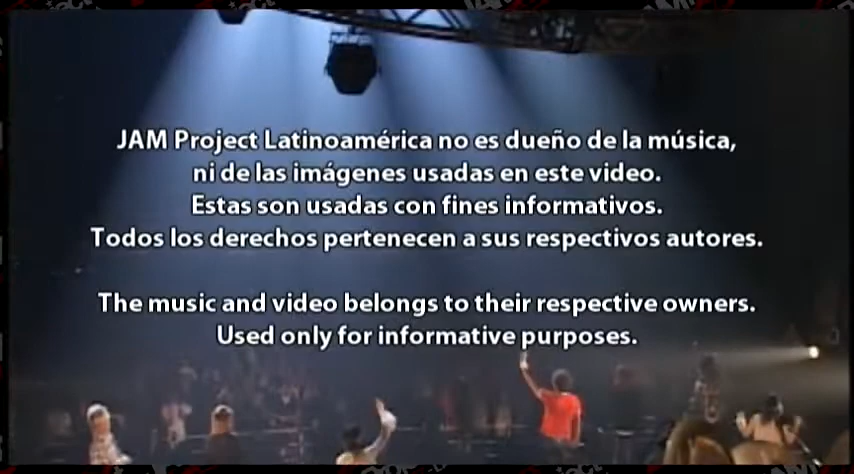 JAM Project Latinoamérica no es dueño de la música,
ni de las imágenes usadas en este video.
Estas son usadas con fines informativos.
Todos los derechos pertenecen a sus respectivos autores.
The music and video belongs to their respective owners.
Used only for informative purposes.